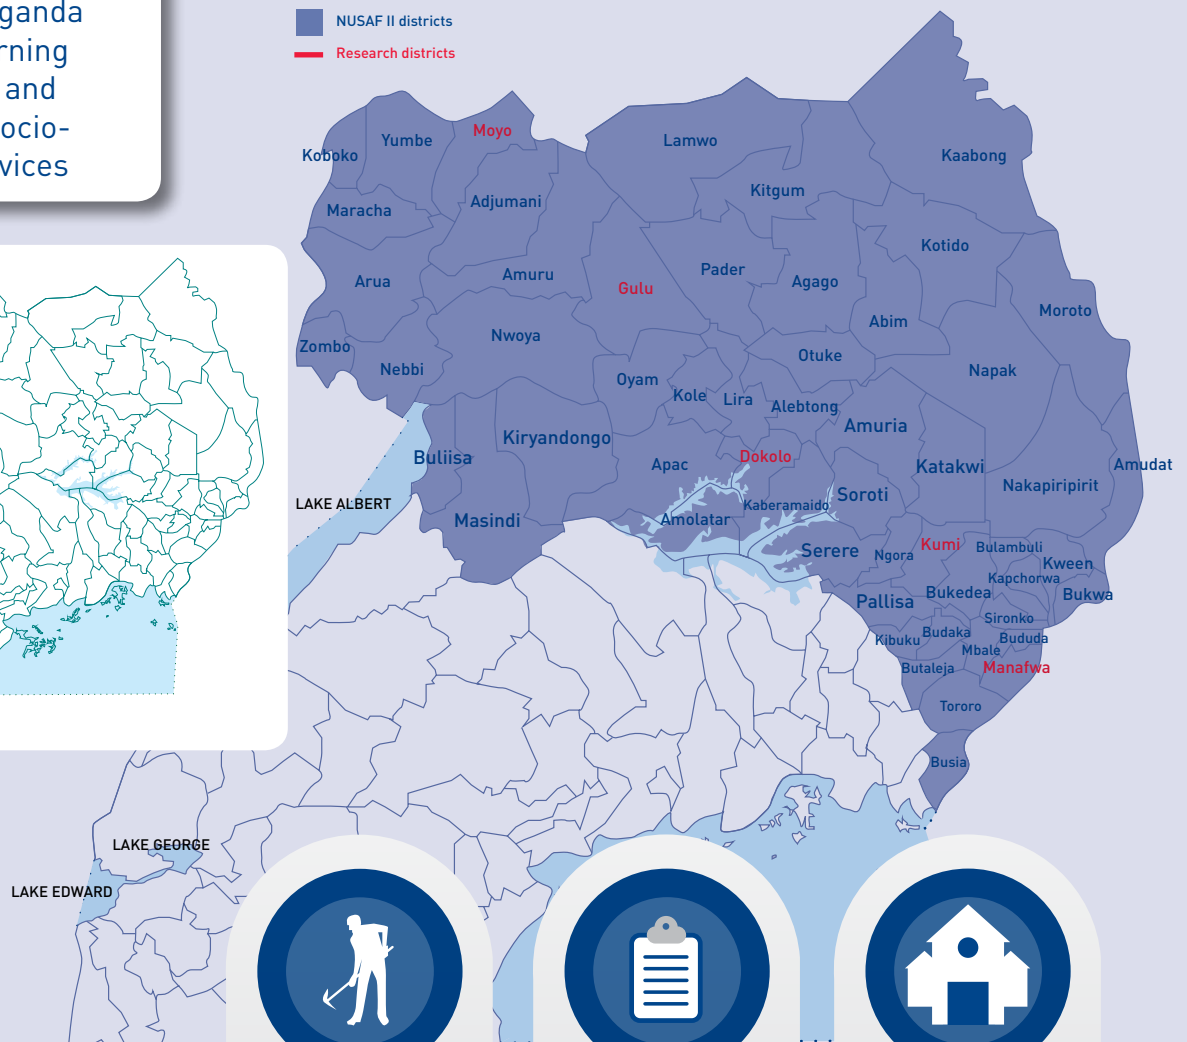 ganda
rning
and
ocio-
vices
NUSAF II districts
Research districts
Koboko
Yumbe
Moyo
Lamwo
Kaabong
Maracha
Adjumani
Kitgum
Kotido
Arua
Amuru
Gulu
Pader
Agago
Moroto
Zombo
Nebbi
Nwoya
Abim
Otuke
Napak
Oyam
Kole
Lira
Alebtong
Amuria
Buliisa
Kiryandongo
Apac
Dokolo
Katakwi
Amudat
LAKE ALBERT
Masindi
Amolatar
Kaberamaido
Soroti
Nakapiripirit
Serere
Ngora
Kumi
Bulambuli
Kween
Kapchorwa
Bukwa
Pallisa
Bukedea
Sironko
Kibuku
Budaka
Bududa
Mbale
Butaleja
Manafwa
Tororo
Busia
LAKE GEORGE
LAKE EDWARD